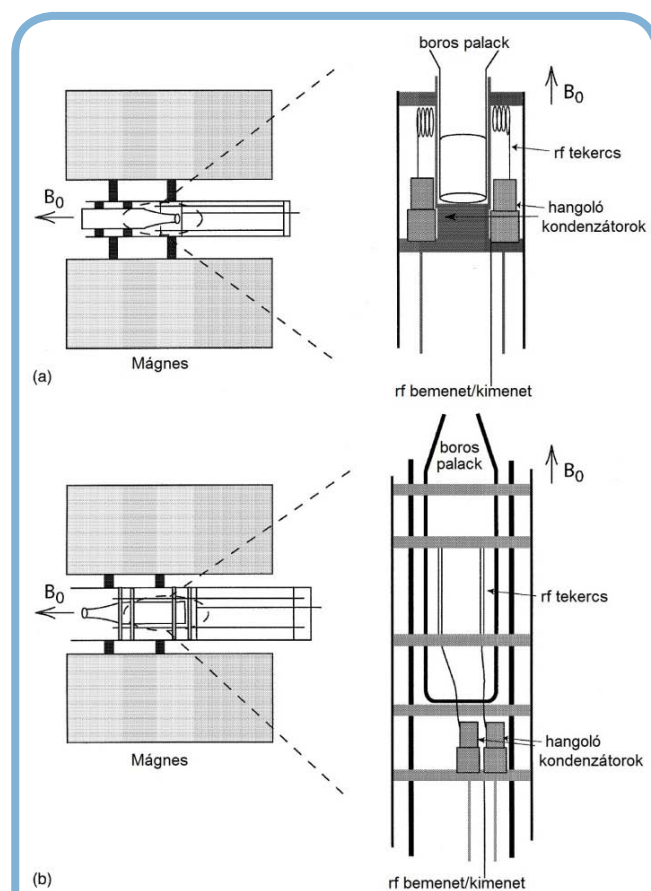 boros palack
B₀
rf tekercs
B₀
hangoló
kondenzátorok
Mágnes
(a)
rf bemenet/kimenet
boros
palack
B₀
rf tekercs
B₀
hangoló
kondenzátorok
Mágnes
(b)
rf bemenet/kimenet